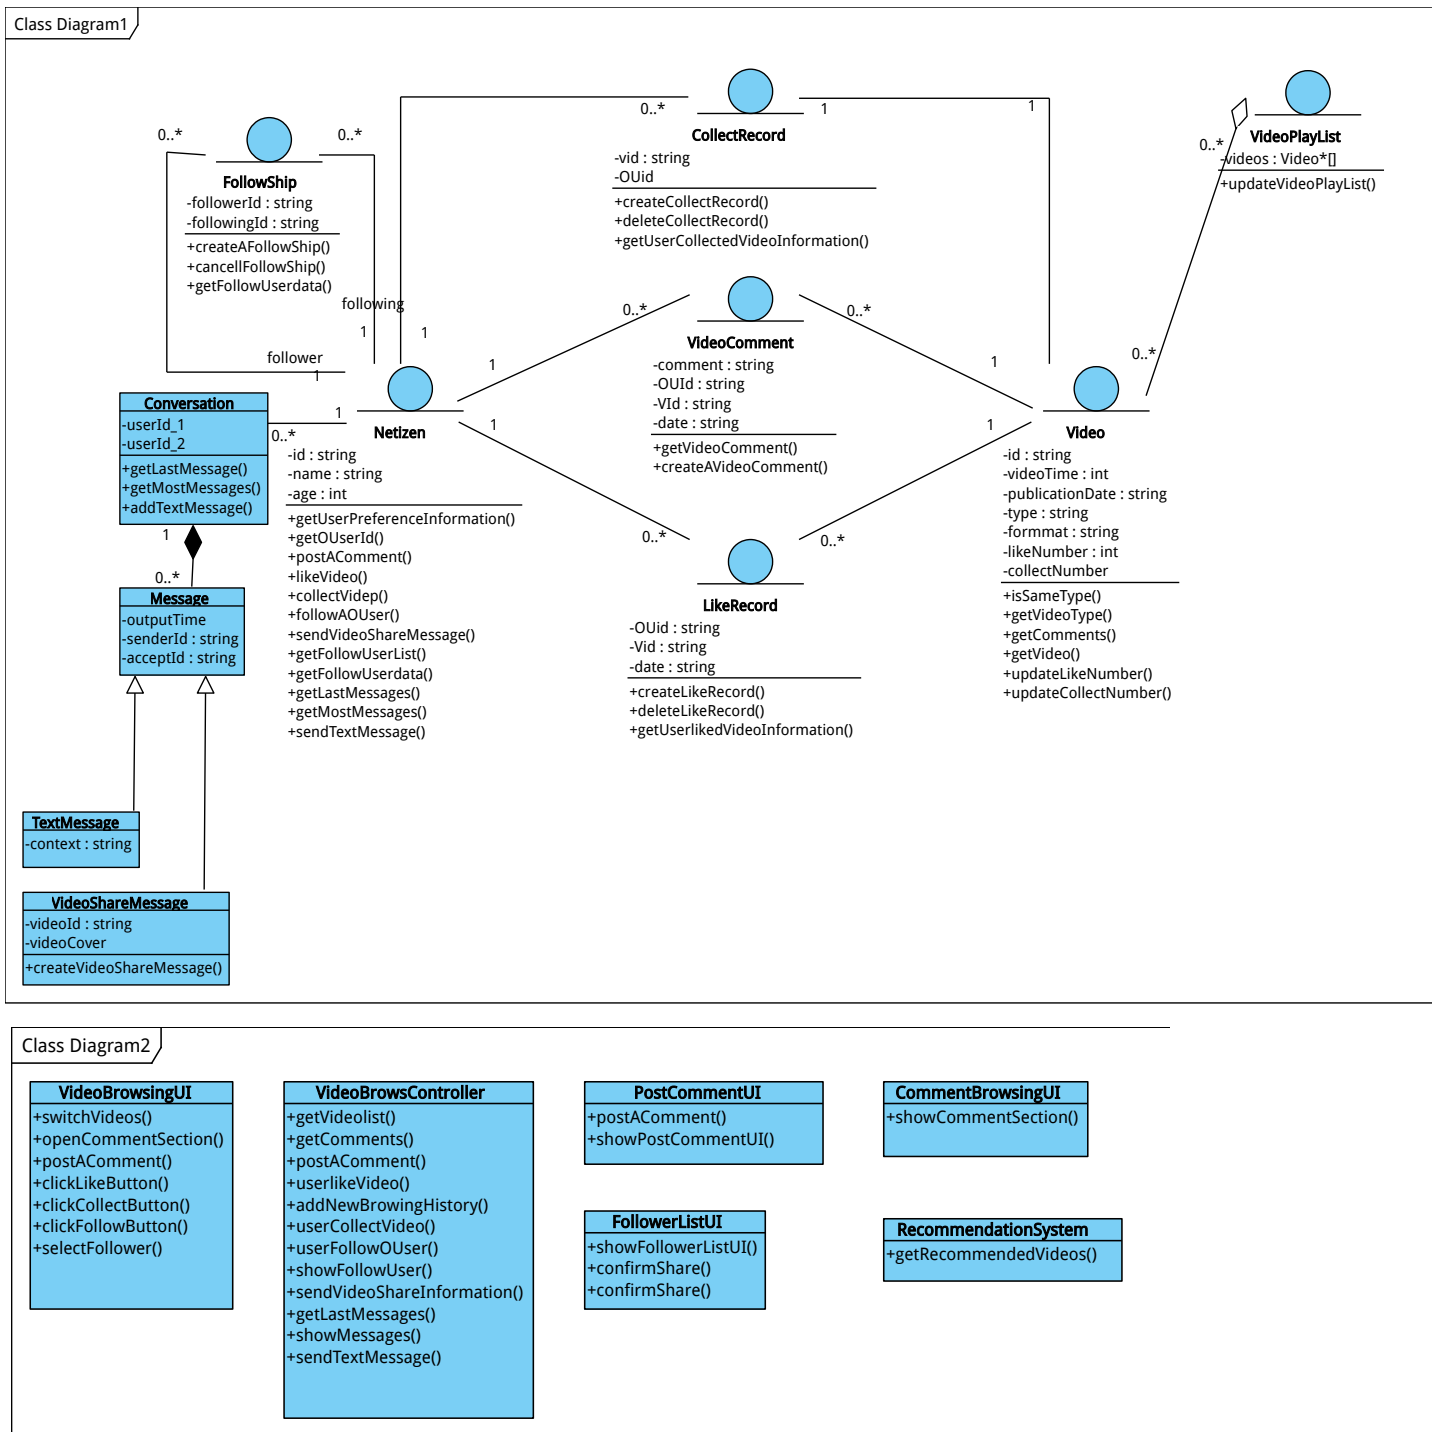 Class Diagram1
FollowShip
-followerId : string
-followingId : string
+createAFollowShip()
+cancellFollowShip()
+getFollowUserdata()
0..*
0..*
following
1
follower
1
CollectRecord
-vid : string
-OUid
+createCollectRecord()
+deleteCollectRecord()
+getUserCollectedVideoInformation()
0..*
1
1
1
VideoPlayList
-videos : Video*[]
+updateVideoPlayList()
0..*
0..*
VideoComment
-comment : string
-OUId : string
-VId : string
-date : string
+getVideoComment()
+createAVideoComment()
0..*
0..*
1
1
Conversation
-userId_1
-userId_2
+getLastMessage()
+getMostMessages()
+addTextMessage()
1
0..*
1
0..*
Netizen
-id : string
-name : string
-age : int
+getUserPreferenceInformation()
+getOUserId()
+postAComment()
+likeVideo()
+collectVidep()
+followAOUser()
+sendVideoShareMessage()
+getFollowUserList()
+getFollowUserdata()
+getLastMessages()
+getMostMessages()
+sendTextMessage()
1
1
Video
-id : string
-videoTime : int
-publicationDate : string
-type : string
-formmat : string
-likeNumber : int
-collectNumber
+isSameType()
+getVideoType()
+getComments()
+getVideo()
+updateLikeNumber()
+updateCollectNumber()
0..*
0..*
LikeRecord
-OUid : string
-Vid : string
-date : string
+createLikeRecord()
+deleteLikeRecord()
+getUserlikedVideoInformation()
Message
-outputTime
-senderId : string
-acceptId : string
TextMessage
-context : string
VideoShareMessage
-videoId : string
-videoCover
+createVideoShareMessage()
Class Diagram2
VideoBrowsingUI
+switchVideos()
+openCommentSection()
+postAComment()
+clickLikeButton()
+clickCollectButton()
+clickFollowButton()
+selectFollower()
VideoBrowsController
+getVideolist()
+getComments()
+postAComment()
+userlikeVideo()
+addNewBrowingHistory()
+userCollectVideo()
+userFollowOUser()
+showFollowUser()
+sendVideoShareInformation()
+getLastMessages()
+showMessages()
+sendTextMessage()
PostCommentUI
+postAComment()
+showPostCommentUI()
CommentBrowsingUI
+showCommentSection()
FollowerListUI
+showFollowerListUI()
+confirmShare()
+confirmShare()
RecommendationSystem
+getRecommendedVideos()